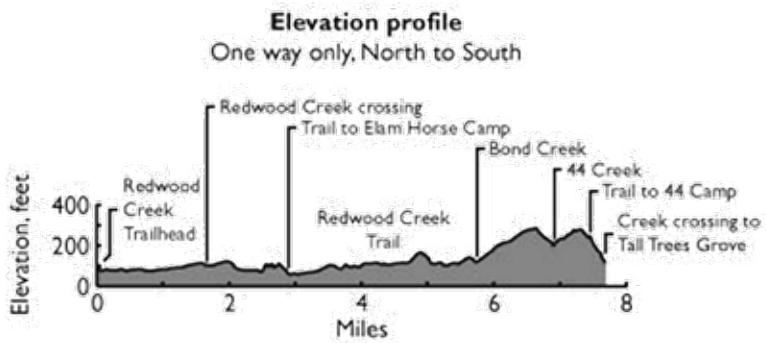 Elevation profile
One way only, North to South
Redwood Creek crossing
Trail to Elam Horse Camp
Bond Creek
44 Creek
Trail to 44 Camp
Creek crossing to
Tall Trees Grove
Redwood
Creek
Trailhead
Redwood Creek
Trail
Elevation, feet
400
200
0
0 2 4 6 8
Miles